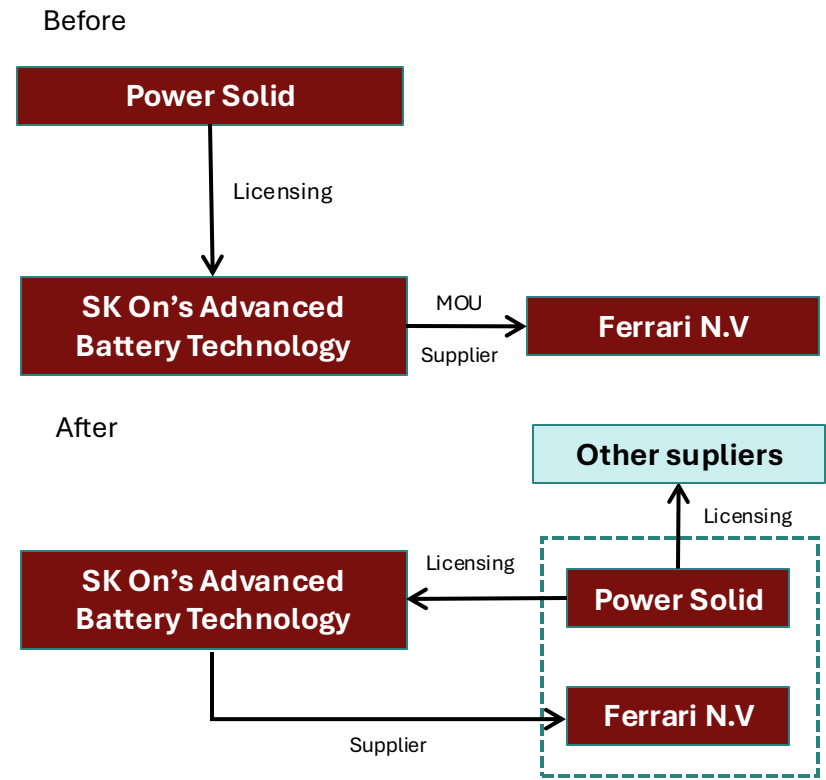 Before
Power Solid
Licensing
SK On’s Advanced
Battery Technology
MOU
Supplier
Ferrari N.V
After
Other supliers
Licensing
Licensing
SK On’s Advanced
Battery Technology
Power Solid
Ferrari N.V
Supplier